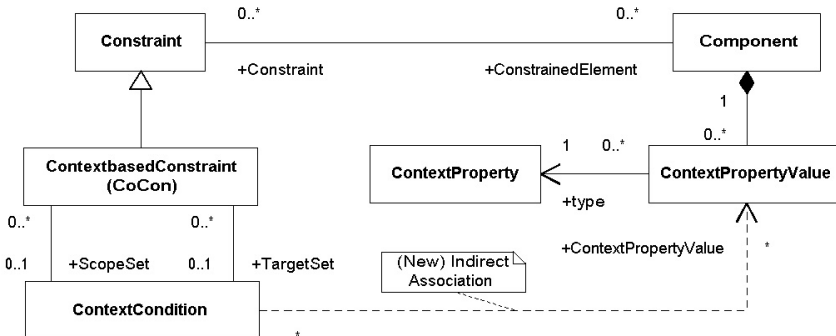 0..* 0..*
Constraint Component
+Constraint +ConstrainedElement
1
0..*
ContextbasedConstraint
(CoCon)
1 0..*
ContextProperty ContextPropertyValue
+type
0..* 0..*
+ContextPropertyValue *
0..1 +ScopeSet 0..1 +TargetSet
(New) Indirect
Association
ContextCondition
*